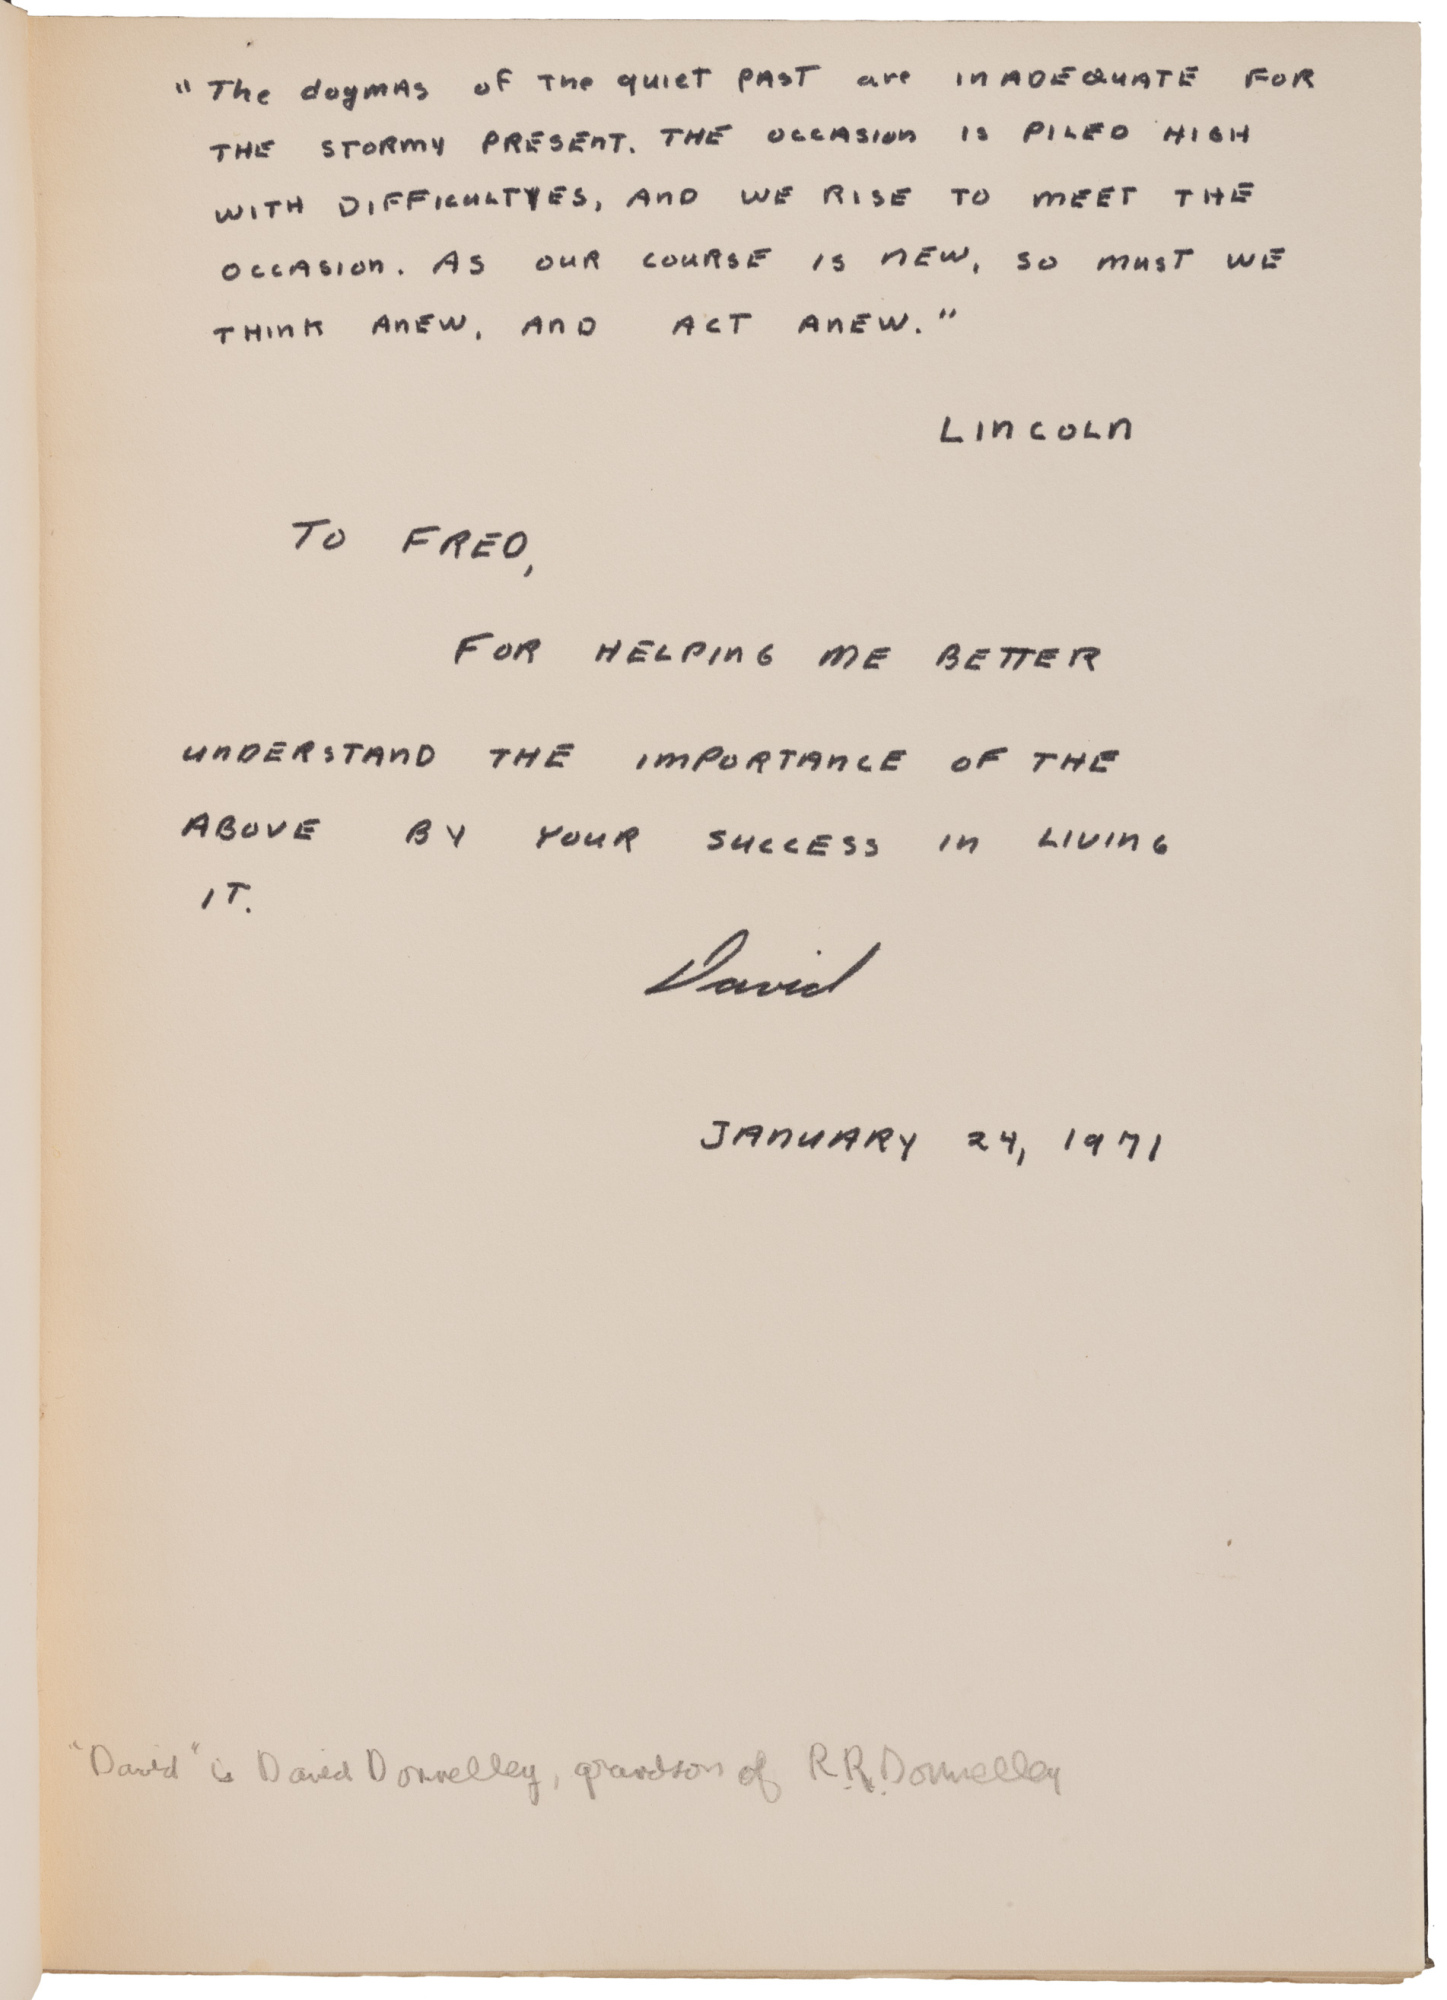 "The dogmAs of The quiet PAST are inADEQUATE FOR
THE STORMY PRESENT. THE OCCASION IS PILED HIGH
WITH DIFFICULTYES, AND WE RISE TO MEET THE
OCCASION. AS OUR COURSE IS NEW, SO MUST WE
THINK ANEW, AND ACT ANEW."
LINCOLN
TO FRED,
FOR HELPING ME BETTER
UNDERSTAND THE IMPORTANCE OF THE
ABOVE BY YOUR SUCCESS IN LIVING
IT.
David
JANUARY 24, 1971
"David" is David Donnelley, grandson of R.R. Donnelley